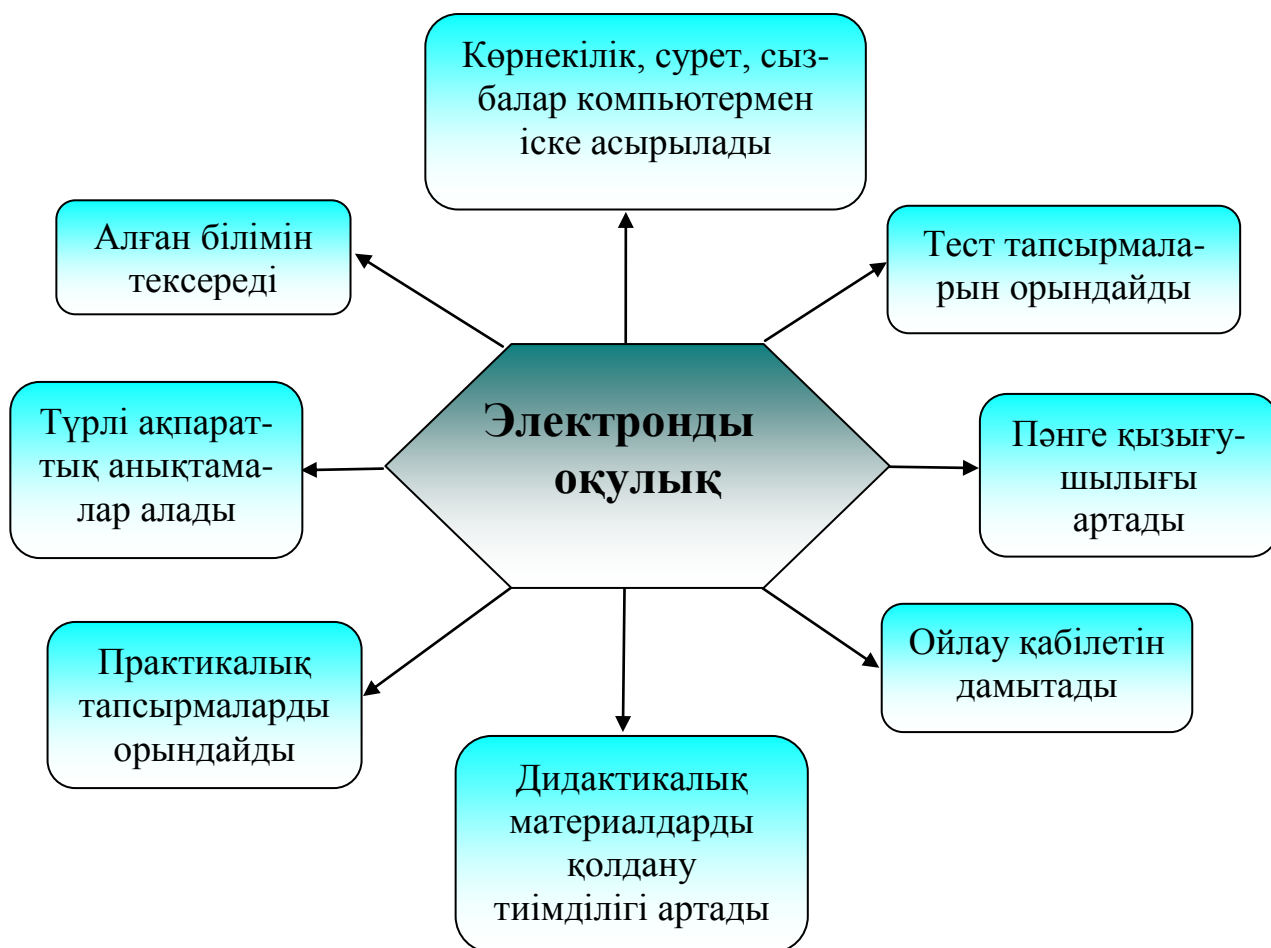 Көрнекілік, сурет, сыз-
балар компьютермен
іске асырылады
Алған білімін
тексереді
Тест тапсырмала-
рын орындайды
Электронды
оқулық
Түрлі ақпарат-
тық анықтама-
лар алады
Пәнге қызығу-
шылығы
артады
Практикалық
тапсырмаларды
орындайды
Ойлау қабілетін
дамытады
Дидактикалық
материалдарды
қолдану
тиімділігі артады